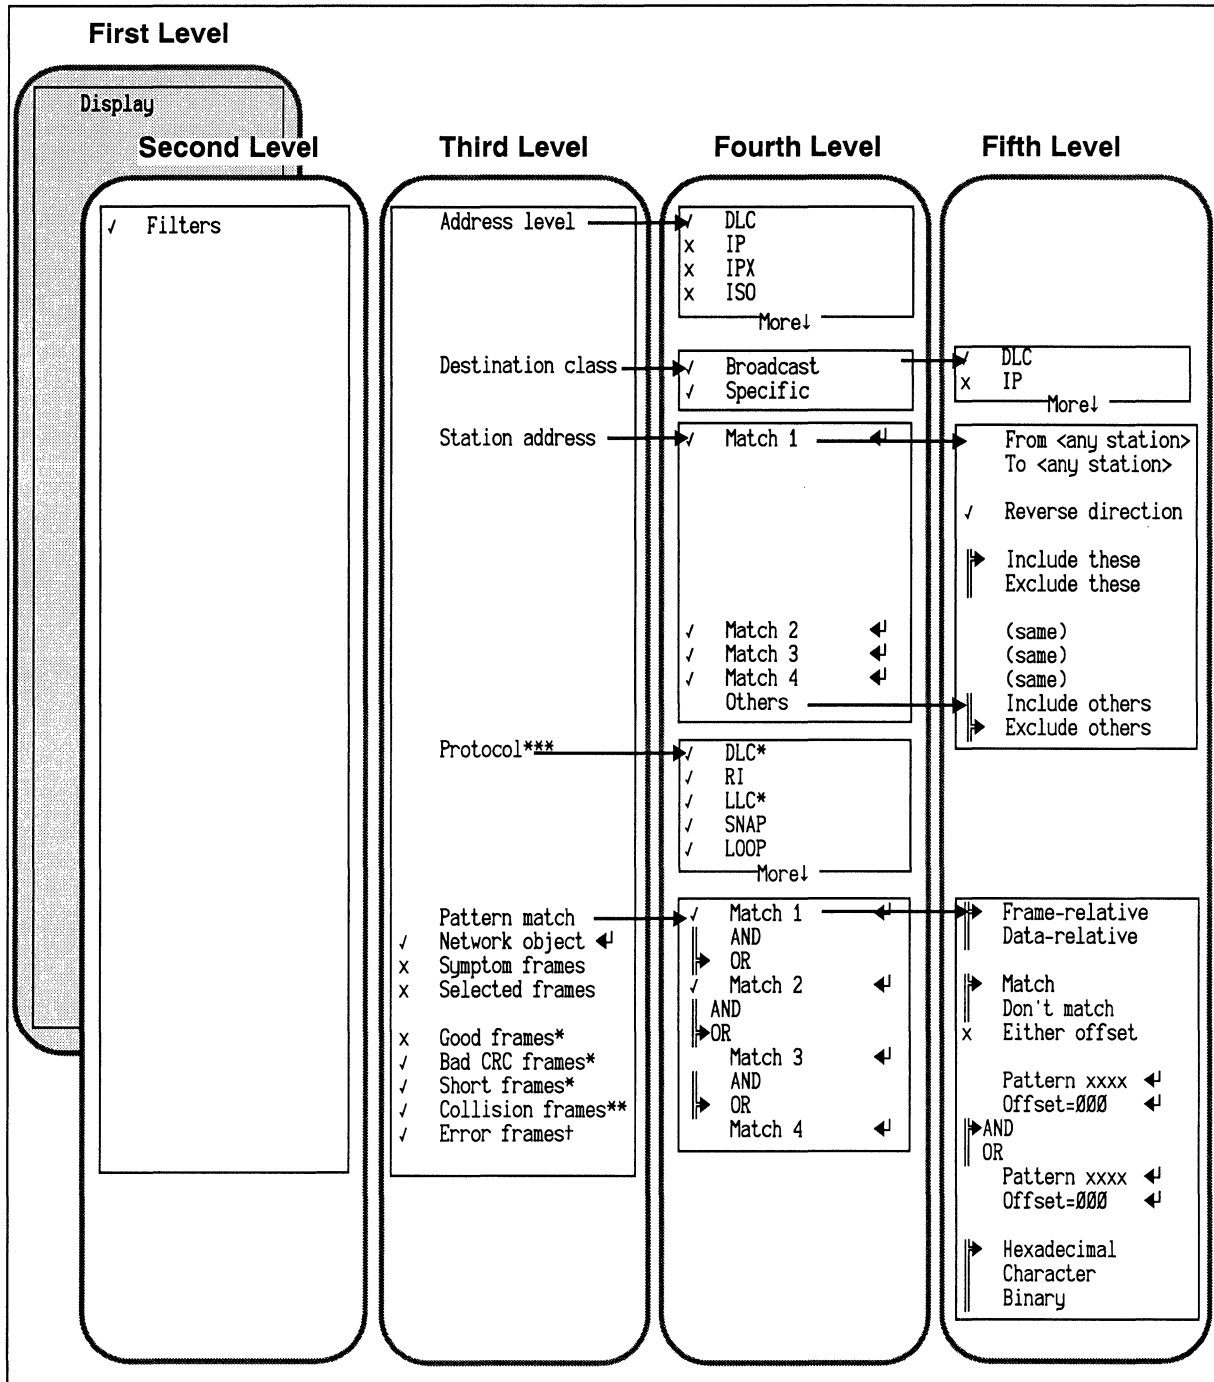 First Level
Display
Second Level
Third Level
Fourth Level
Fifth Level
√ Filters
Address level
√ DLC
x IP
x IPX
x ISO
More↓
Destination class
√ Broadcast
√ Specific
√ DLC
x IP
More↓
Station address
√ Match 1 ↵
From <any station>
To <any station>
√ Reverse direction
Include these
Exclude these
√ Match 2 ↵
(same)
√ Match 3 ↵
(same)
√ Match 4 ↵
(same)
Others
Include others
Exclude others
Protocol***
√ DLC*
√ RI
√ LLC*
√ SNAP
√ LOOP
More↓
Pattern match
√ Network object ↵
x Symptom frames
x Selected frames
x Good frames*
√ Bad CRC frames*
√ Short frames*
√ Collision frames**
√ Error frames†
√ Match 1 ↵
AND
OR
√ Match 2 ↵
AND
OR
Match 3 ↵
AND
OR
Match 4 ↵
Frame-relative
Data-relative
Match
Don't match
x Either offset
Pattern xxxx ↵
Offset=000 ↵
AND
OR
Pattern xxxx ↵
Offset=000 ↵
Hexadecimal
Character
Binary